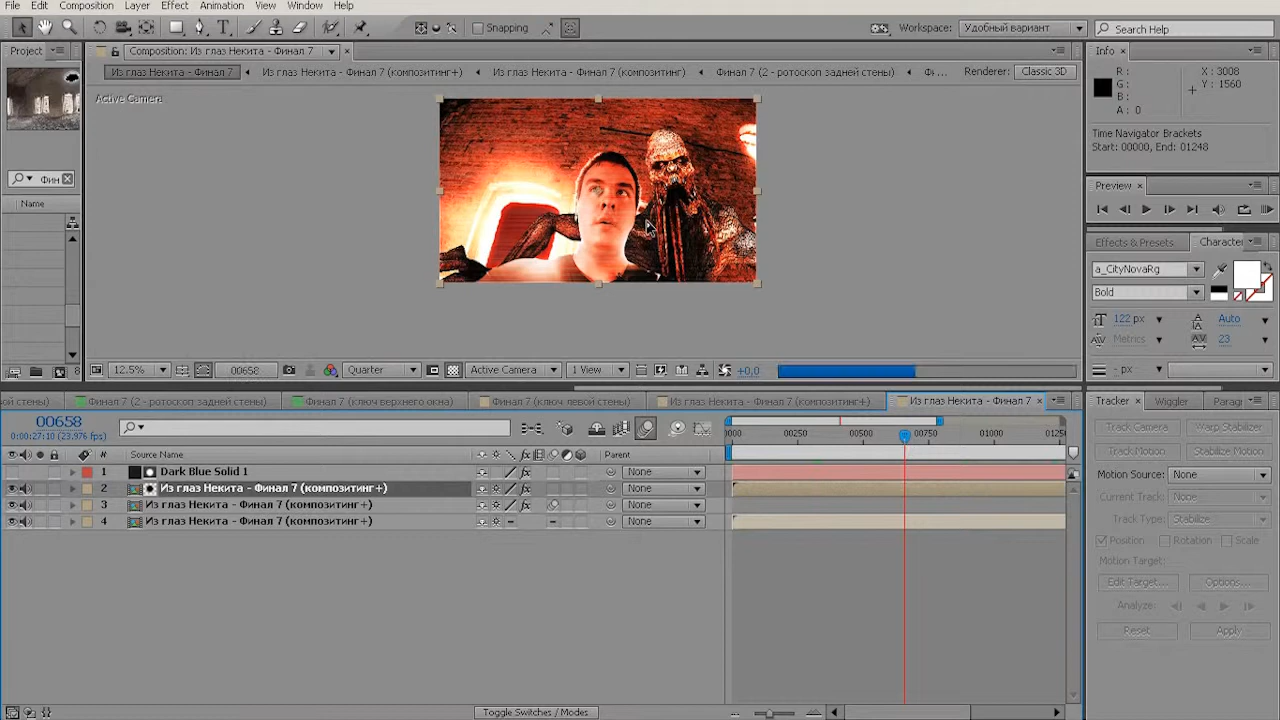 File Edit Composition Layer Effect Animation View Window Help
Snapping Workspace: Удобный вариант Search Help
Project Composition: Из глаз Некита - Финал 7 Info
Из глаз Некита - Финал 7 Из глаз Некита - Финал 7 (композитинг+) Из глаз Некита - Финал 7 (композитинг) Финал 7 (2 - ротоскоп задней стены) Renderer: Classic 3D
Active Camera
R: X: 3008
G: Y: 1560
B:
A: 0
Time Navigator Brackets
Start: 00000, End: 01248
Фин
Name
Preview
Effects & Presets Character
a_CityNovaRg
Bold
122 px Auto
Metrics 23
- px
12.5% 00658 Quarter Active Camera 1 View +0,0
Финал 7 (2 - ротоскоп задней стены) Финал 7 (ключ верхнего окна) Финал 7 (ключ левой стены) Из глаз Некита - Финал 7 (композитинг+) Из глаз Некита - Финал 7
00658
0:00:27:10 (23.976 fps)
0000 00250 00500 00750 01000 0125
# Source Name Parent
1 Dark Blue Solid 1 None
2 Из глаз Некита - Финал 7 (композитинг+) None
3 Из глаз Некита - Финал 7 (композитинг+) None
4 Из глаз Некита - Финал 7 (композитинг+) None
Toggle Switches / Modes
Tracker Wiggler Paragr
Track Camera Warp Stabilizer
Track Motion Stabilize Motion
Motion Source: None
Current Track: None
Track Type: Stabilize
Position Rotation Scale
Motion Target:
Edit Target... Options...
Analyze:
Reset Apply